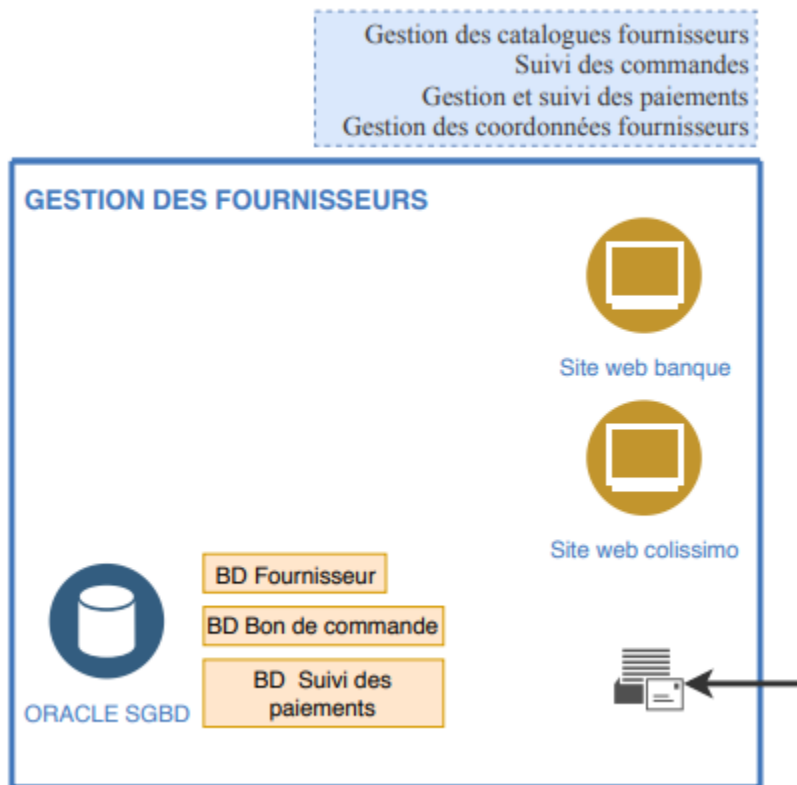 Gestion des catalogues fournisseurs
Suivi des commandes
Gestion et suivi des paiements
Gestion des coordonnées fournisseurs
GESTION DES FOURNISSEURS
Site web banque
Site web colissimo
BD Fournisseur
BD Bon de commande
BD Suivi des
paiements
ORACLE SGBD